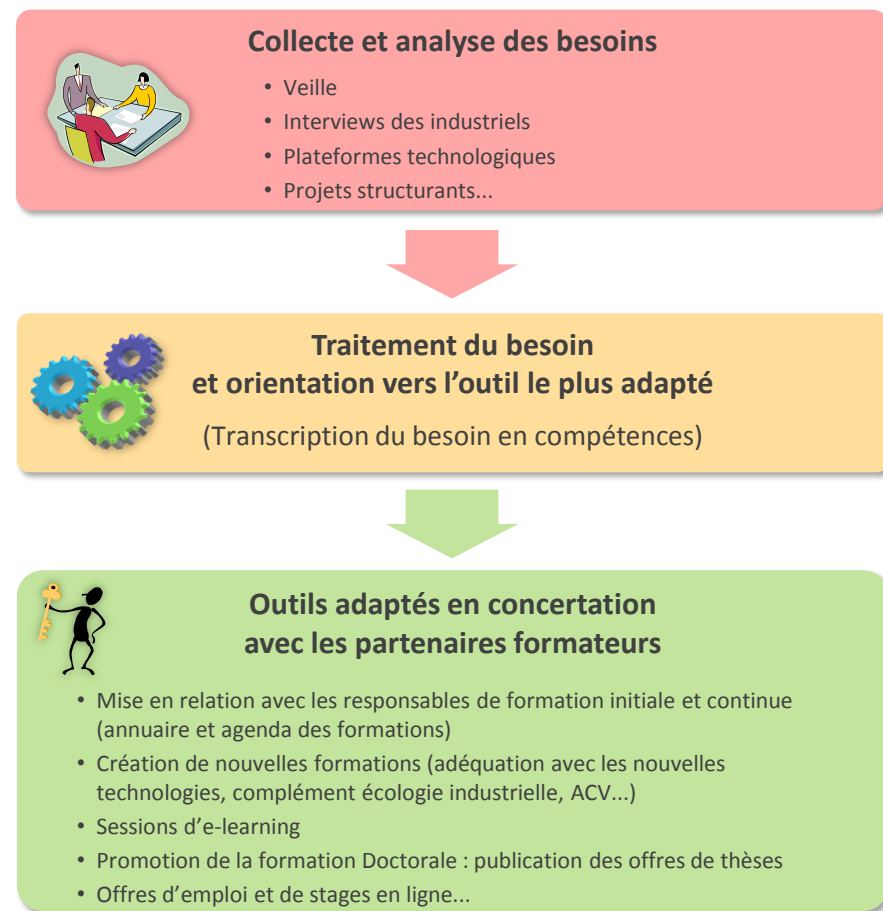 Collecte et analyse des besoins
• Veille
• Interviews des industriels
• Plateformes technologiques
• Projets structurants...
Traitement du besoin
et orientation vers l’outil le plus adapté
(Transcription du besoin en compétences)
Outils adaptés en concertation
avec les partenaires formateurs
• Mise en relation avec les responsables de formation initiale et continue
(annuaire et agenda des formations)
• Création de nouvelles formations (adéquation avec les nouvelles
technologies, complément écologie industrielle, ACV...)
• Sessions d’e-learning
• Promotion de la formation Doctorale : publication des offres de thèses
• Offres d’emploi et de stages en ligne...